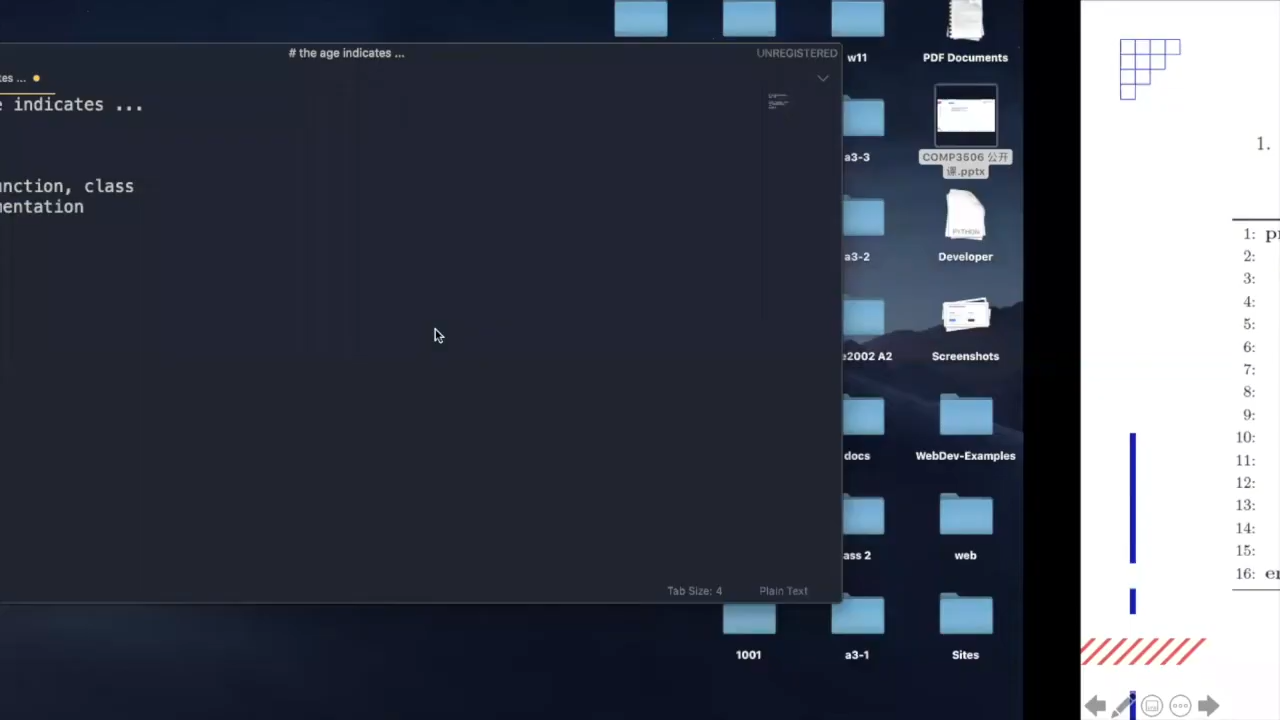 # the age indicates ...
UNREGISTERED
tes ...
e indicates ...
unction, class
mentation
Tab Size: 4
Plain Text
w11
PDF Documents
a3-3
COMP3506 公开
课.pptx
a3-2
PYTHON
Developer
e2002 A2
Screenshots
docs
WebDev-Examples
ass 2
web
1001
a3-1
Sites
1.
1: pr
2:
3:
4:
5:
6:
7:
8:
9:
10:
11:
12:
13:
14:
15:
16: en